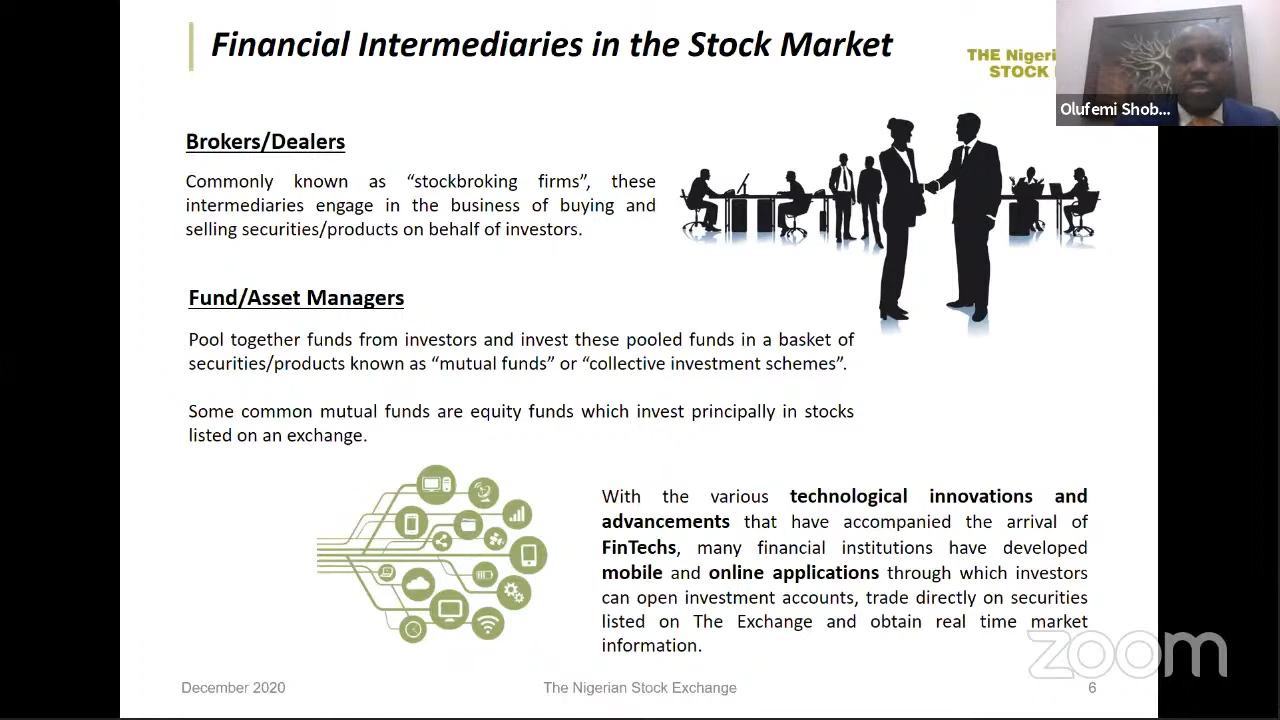 Financial Intermediaries in the Stock Market
THE Nigeri
STOCK
Olufemi Shob...
Brokers/Dealers
Commonly known as “stockbroking firms”, these
intermediaries engage in the business of buying and
selling securities/products on behalf of investors.
Fund/Asset Managers
Pool together funds from investors and invest these pooled funds in a basket of
securities/products known as “mutual funds” or “collective investment schemes”.
Some common mutual funds are equity funds which invest principally in stocks
listed on an exchange.
With the various technological innovations and
advancements that have accompanied the arrival of
FinTechs, many financial institutions have developed
mobile and online applications through which investors
can open investment accounts, trade directly on securities
listed on The Exchange and obtain real time market
information.
zoom
December 2020
The Nigerian Stock Exchange
6